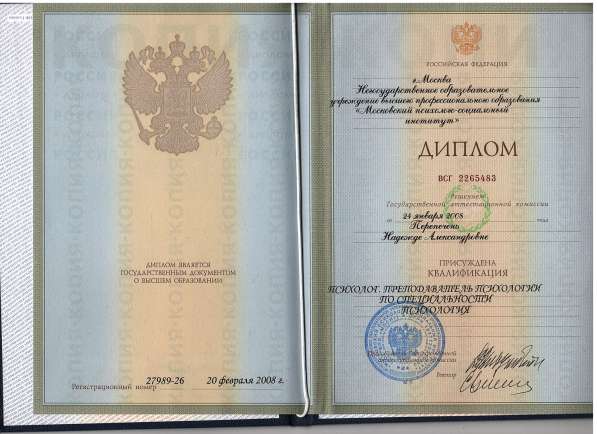 ДИПЛОМ ЯВЛЯЕТСЯ
ГОСУДАРСТВЕННЫМ ДОКУМЕНТОМ
О ВЫСШЕМ ОБРАЗОВАНИИ
27989-26 20 февраля 2008 г.
Регистрационный номер
РОССИЙСКАЯ ФЕДЕРАЦИЯ
г.Москва
Негосударственное образовательное
учреждение высшего профессионального образования
«Московский психолого-социальный
институт»
ДИПЛОМ
ВСГ 2265483
Решением
Государственной аттестационной комиссии
от 24 января 2008 года
Перепечень
Надежде Александровне
ПРИСУЖДЕНА
КВАЛИФИКАЦИЯ
ПСИХОЛОГ. ПРЕПОДАВАТЕЛЬ ПСИХОЛОГИИ
ПО СПЕЦИАЛЬНОСТИ
ПСИХОЛОГИЯ
Председатель Государственной
аттестационной комиссии
Ректор